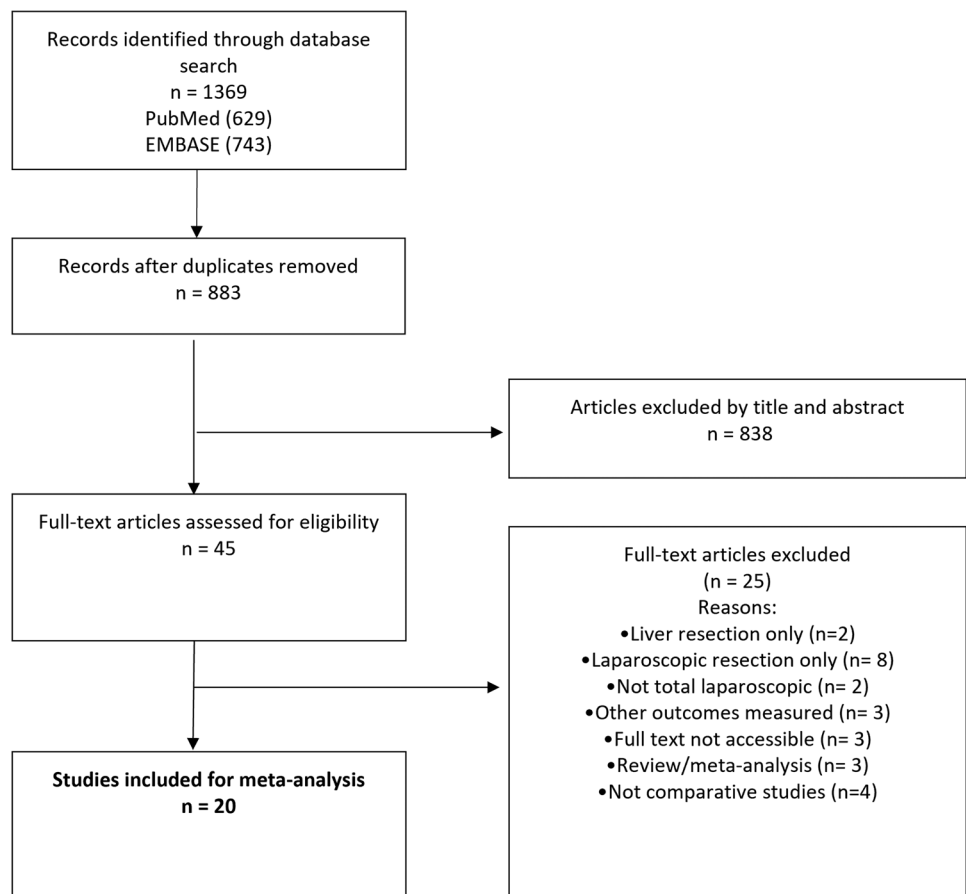 Records identified through database
search
n = 1369
PubMed (629)
EMBASE (743)
Records after duplicates removed
n = 883
Articles excluded by title and abstract
n = 838
Full-text articles assessed for eligibility
n = 45
Full-text articles excluded
(n = 25)
Reasons:
•Liver resection only (n=2)
•Laparoscopic resection only (n= 8)
•Not total laparoscopic (n= 2)
•Other outcomes measured (n= 3)
•Full text not accessible (n= 3)
•Review/meta-analysis (n= 3)
•Not comparative studies (n=4)
Studies included for meta-analysis
n = 20